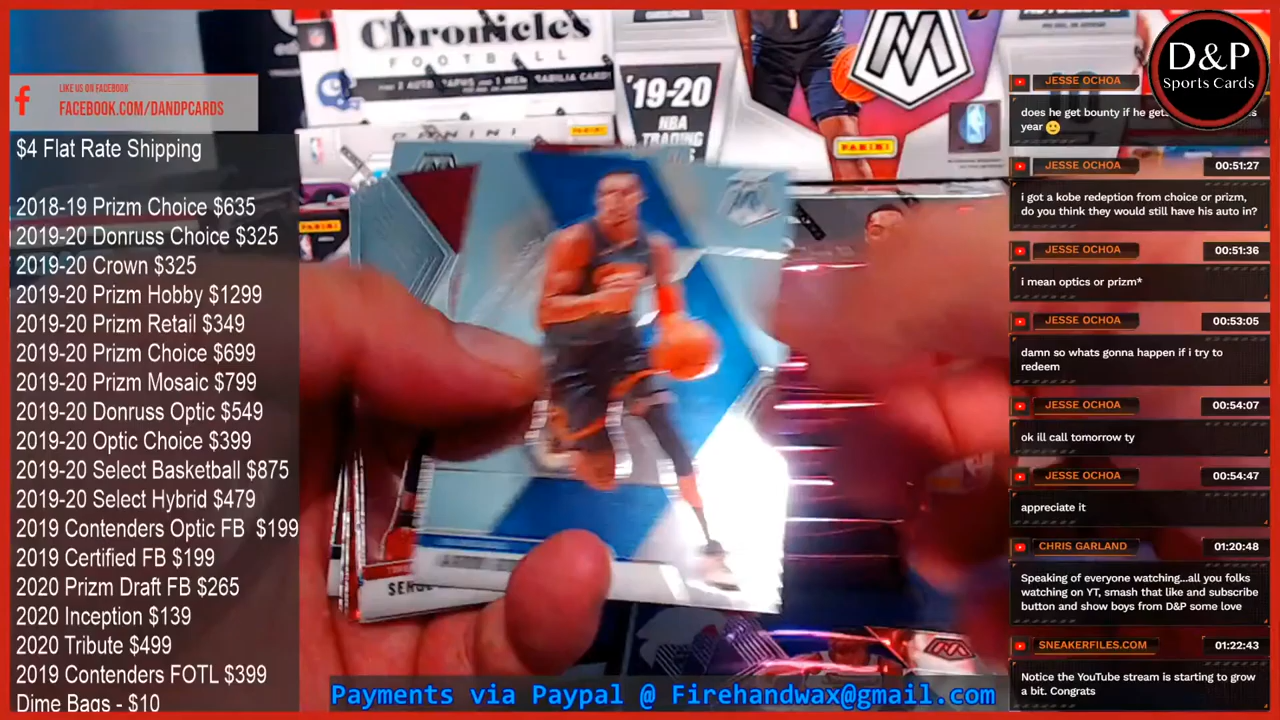 LIKE US ON FACEBOOK
FACEBOOK.COM/DANDPCARDS
$4 Flat Rate Shipping
2018-19 Prizm Choice $635
2019-20 Donruss Choice $325
2019-20 Crown $325
2019-20 Prizm Hobby $1299
2019-20 Prizm Retail $349
2019-20 Prizm Choice $699
2019-20 Prizm Mosaic $799
2019-20 Donruss Optic $549
2019-20 Optic Choice $399
2019-20 Select Basketball $875
2019-20 Select Hybrid $479
2019 Contenders Optic FB $199
2019 Certified FB $199
2020 Prizm Draft FB $265
2020 Inception $139
2020 Tribute $499
2019 Contenders FOTL $399
Dime Bags - $10
Chronicles
FOOTBALL
PANINI
'19-20
NBA
TRADING
PANINI
PANINI
SERGE
Payments via Paypal @ Firehandwax@gmail.com
D&P
Sports Cards
JESSE OCHOA
does he get bounty if he gets
year
JESSE OCHOA
00:51:27
i got a kobe redeption from choice or prizm,
do you think they would still have his auto in?
JESSE OCHOA
00:51:36
i mean optics or prizm*
JESSE OCHOA
00:53:05
damn so whats gonna happen if i try to
redeem
JESSE OCHOA
00:54:07
ok ill call tomorrow ty
JESSE OCHOA
00:54:47
appreciate it
CHRIS GARLAND
01:20:48
Speaking of everyone watching...all you folks
watching on YT, smash that like and subscribe
button and show boys from D&P some love
SNEAKERFILES.COM
01:22:43
Notice the YouTube stream is starting to grow
a bit. Congrats